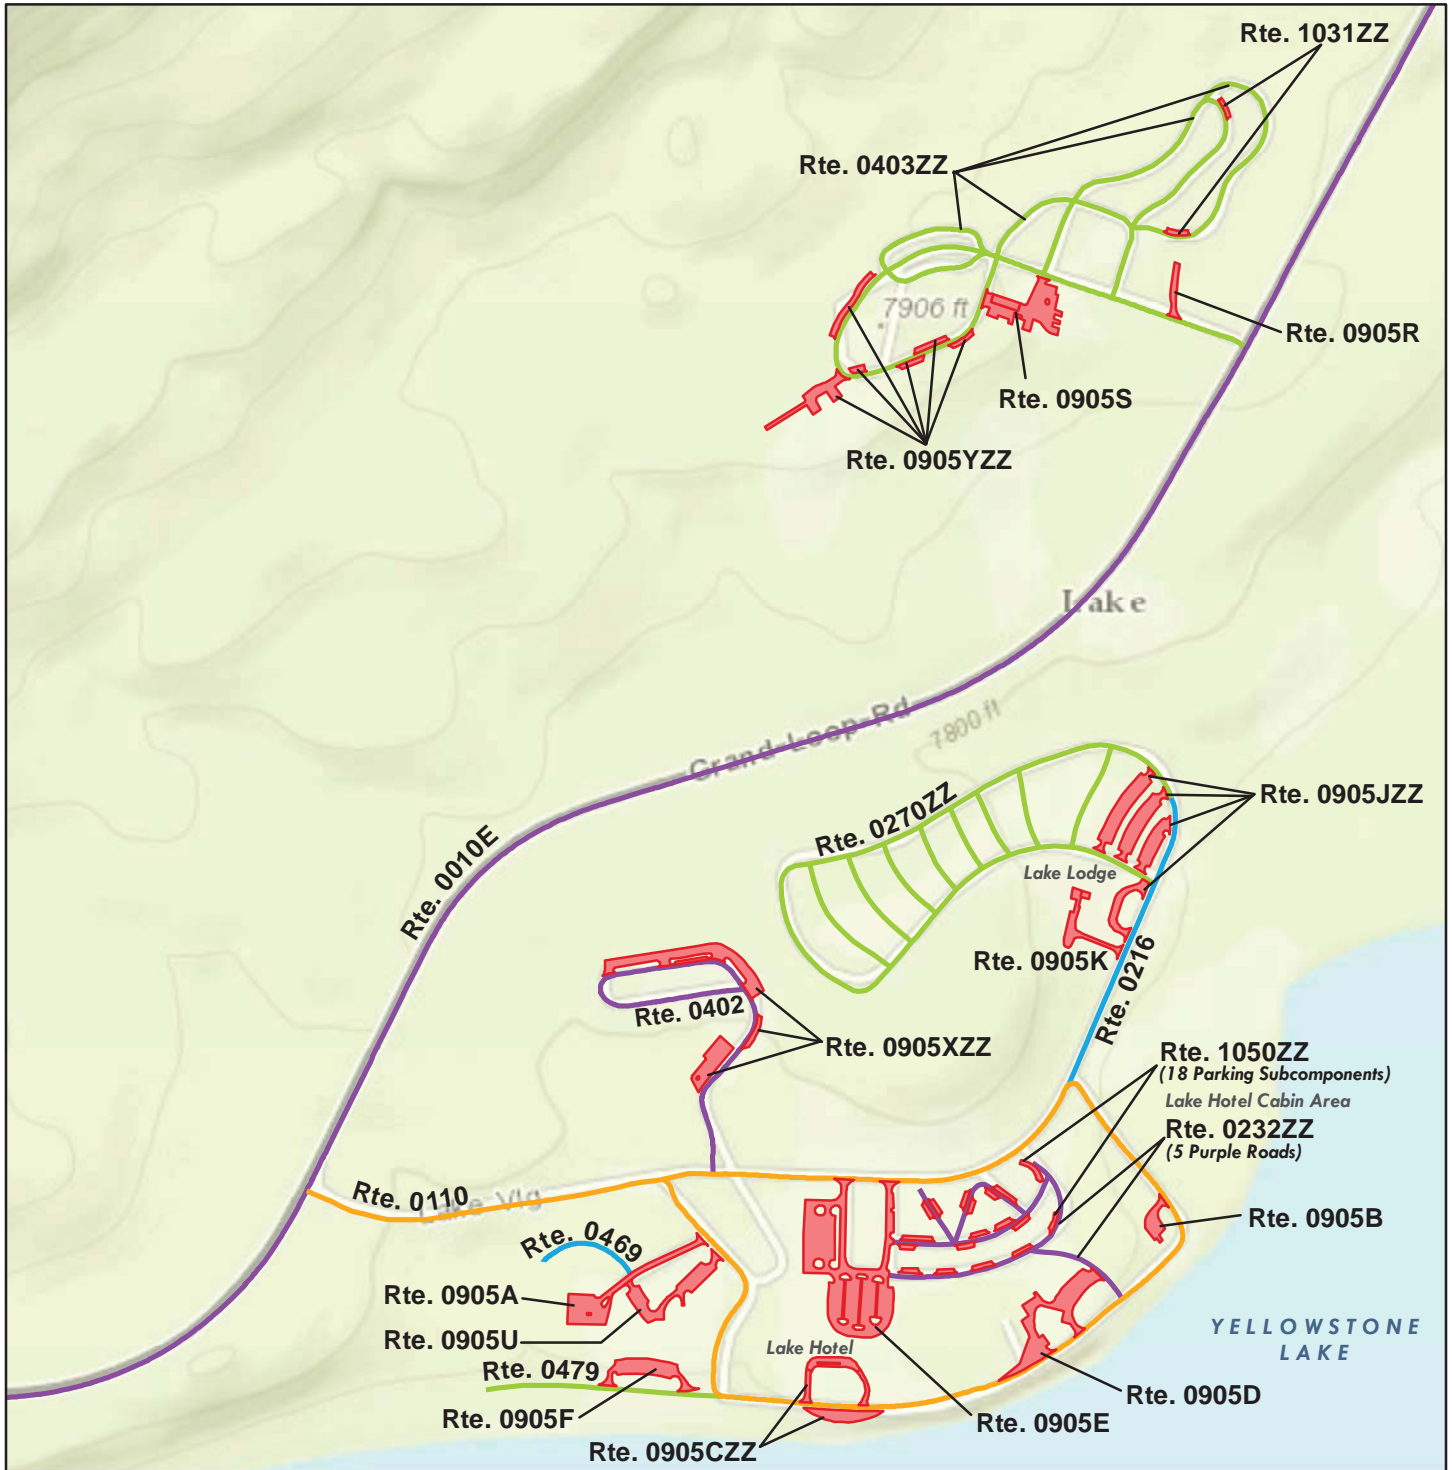 Rte. 1031ZZ
Rte. 0403ZZ
7906 ft
Rte. 0905R
Rte. 0905S
Rte. 0905YZZ
Lake
Grand Loop Rd
7800 ft
Rte. 0270ZZ
Rte. 0905JZZ
Rte. 0010E
Lake Lodge
Rte. 0905K
Rte. 0216
Rte. 0402
Rte. 0905XZZ
Rte. 1050ZZ
(18 Parking Subcomponents)
Lake Hotel Cabin Area
Rte. 0232ZZ
(5 Purple Roads)
Rte. 0110
Lake Vlg
Rte. 0905B
Rte. 0469
Rte. 0905A
Rte. 0905U
YELLOWSTONE
LAKE
Lake Hotel
Rte. 0479
Rte. 0905D
Rte. 0905F
Rte. 0905E
Rte. 0905CZZ